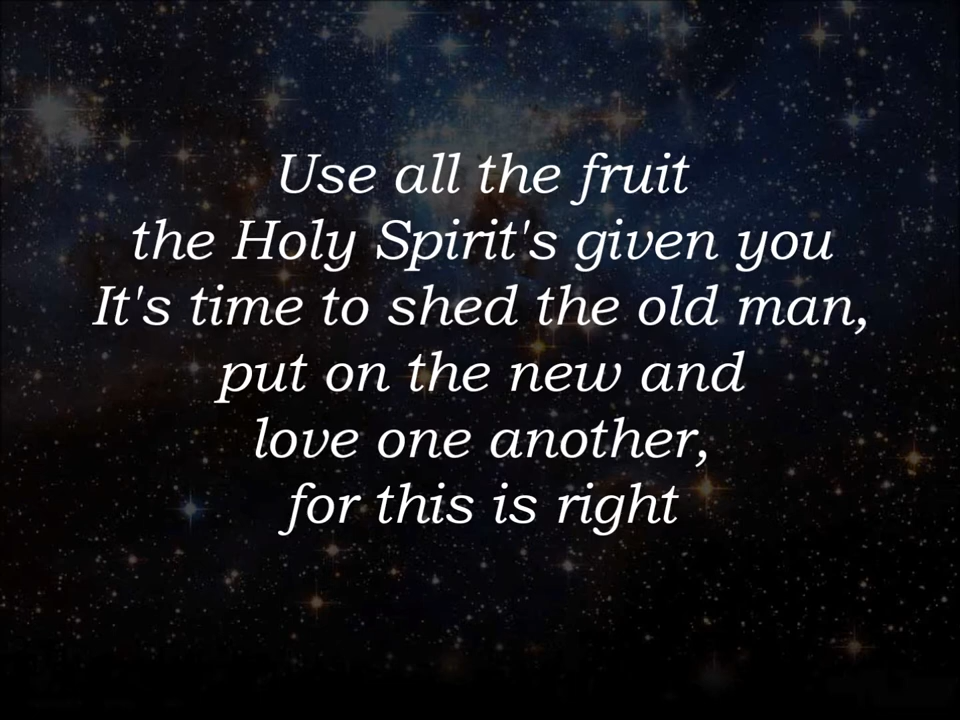 Use all the fruit
the Holy Spirit's given you
It's time to shed the old man,
put on the new and
love one another,
for this is right